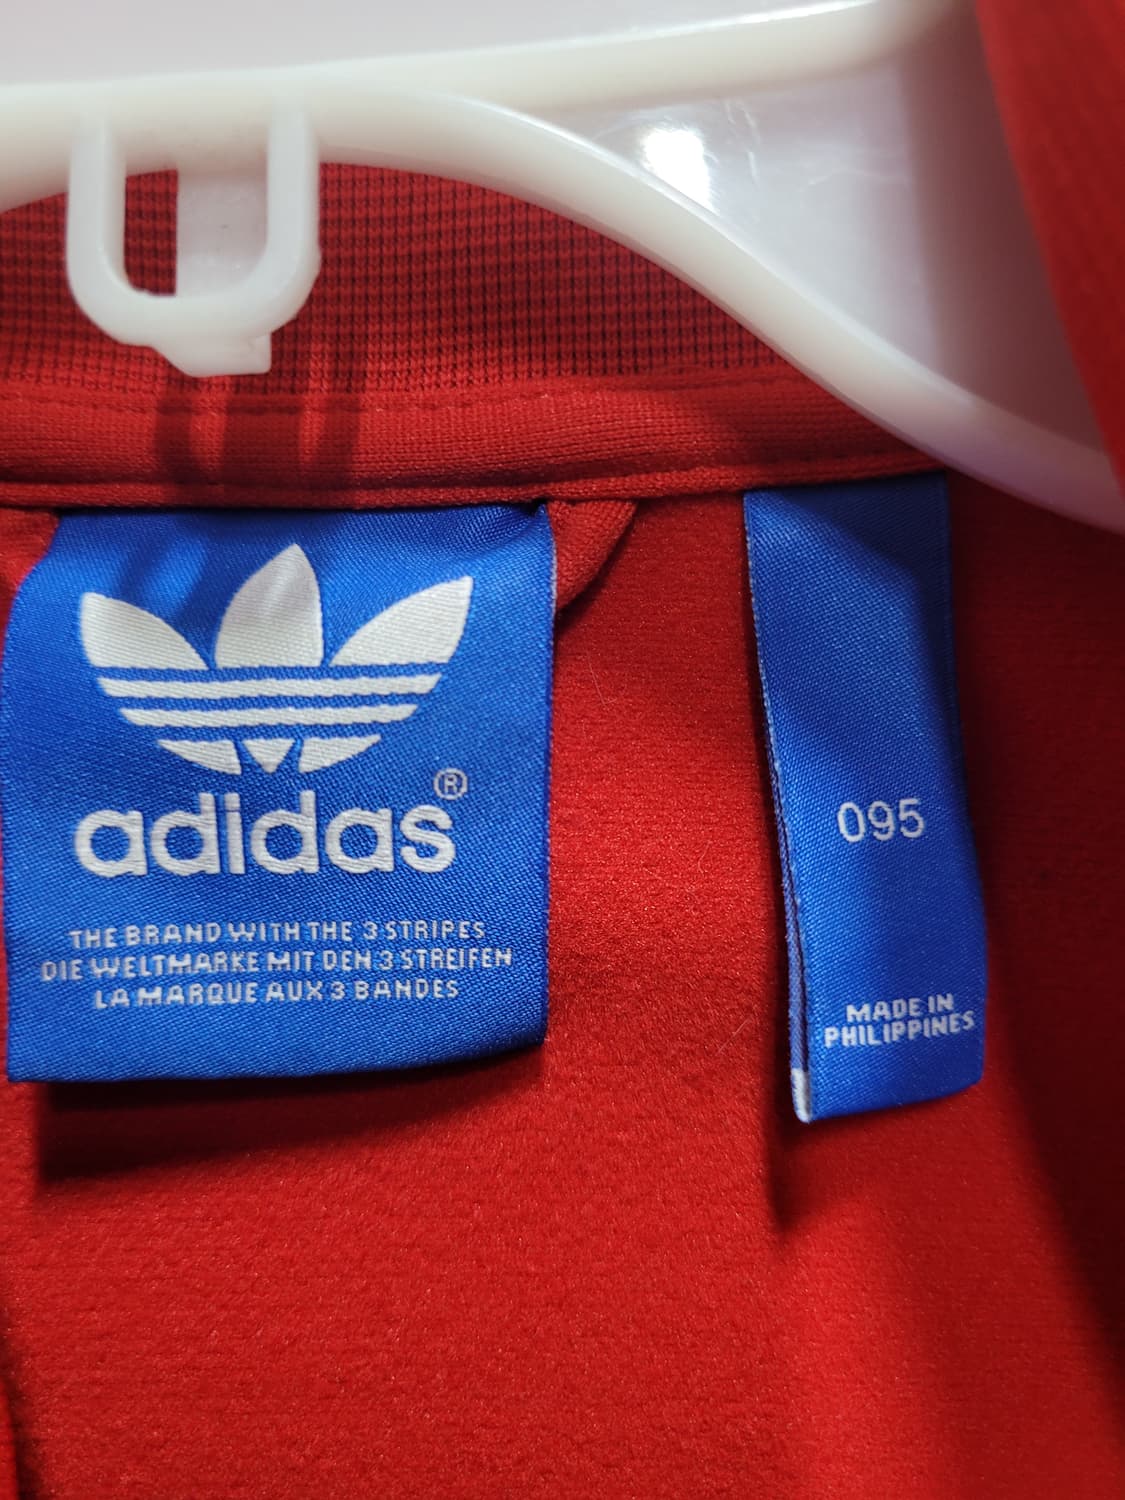 adidas®
THE BRAND WITH THE 3 STRIPES
DIE WELTMARKE MIT DEN 3 STREIFEN
LA MARQUE AUX 3 BANDES
095
MADE IN
PHILIPPINES